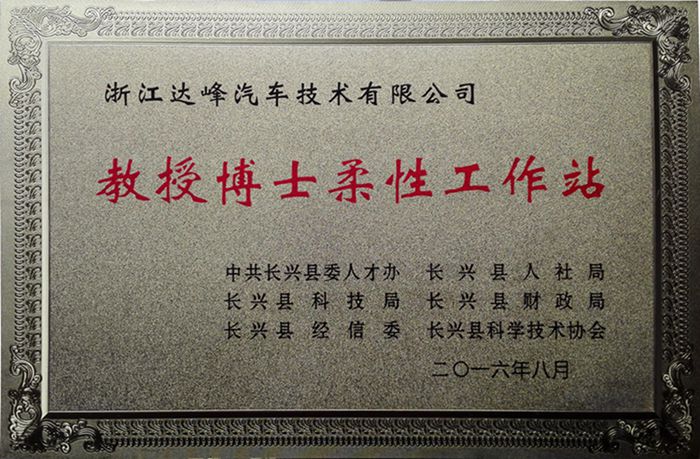 浙江达峰汽车技术有限公司
教授博士柔性工作站
中共长兴县委人才办 长兴县人社局
长兴县科技局 长兴县财政局
长兴县经信委 长兴县科学技术协会
二〇一六年八月